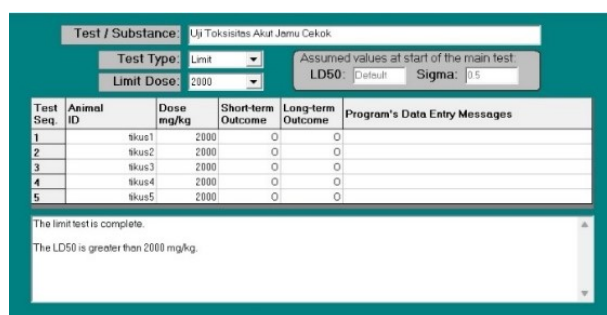 Test / Substance: Uji Toksisitas Akut Jamu Cekok
Test Type: Limit
Limit Dose: 2000
Assumed values at start of the main test:
LD50: Default Sigma: 0.5
Test Seq. Animal ID Dose mg/kg Short-term Outcome Long-term Outcome Program's Data Entry Messages
1 tikus1 2000 O O
2 tikus2 2000 O O
3 tikus3 2000 O O
4 tikus4 2000 O O
5 tikus5 2000 O O
The limit test is complete.
The LD50 is greater than 2000 mg/kg.